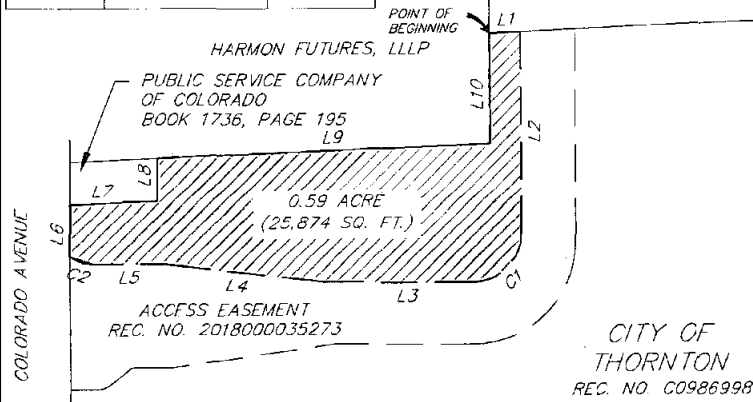 POINT OF
BEGINNING
L1
HARMON FUTURES, LLLP
PUBLIC SERVICE COMPANY
OF COLORADO
BOOK 1736, PAGE 195
L10
L2
L9
L8
L7
0.59 ACRE
(25,874 SQ. FT.)
L6
C2
L5
L4
L3
C1
ACCESS EASEMENT
REC. NO. 2018000035273
COLORADO AVENUE
CITY OF
THORNTON
REC. NO. C0986998